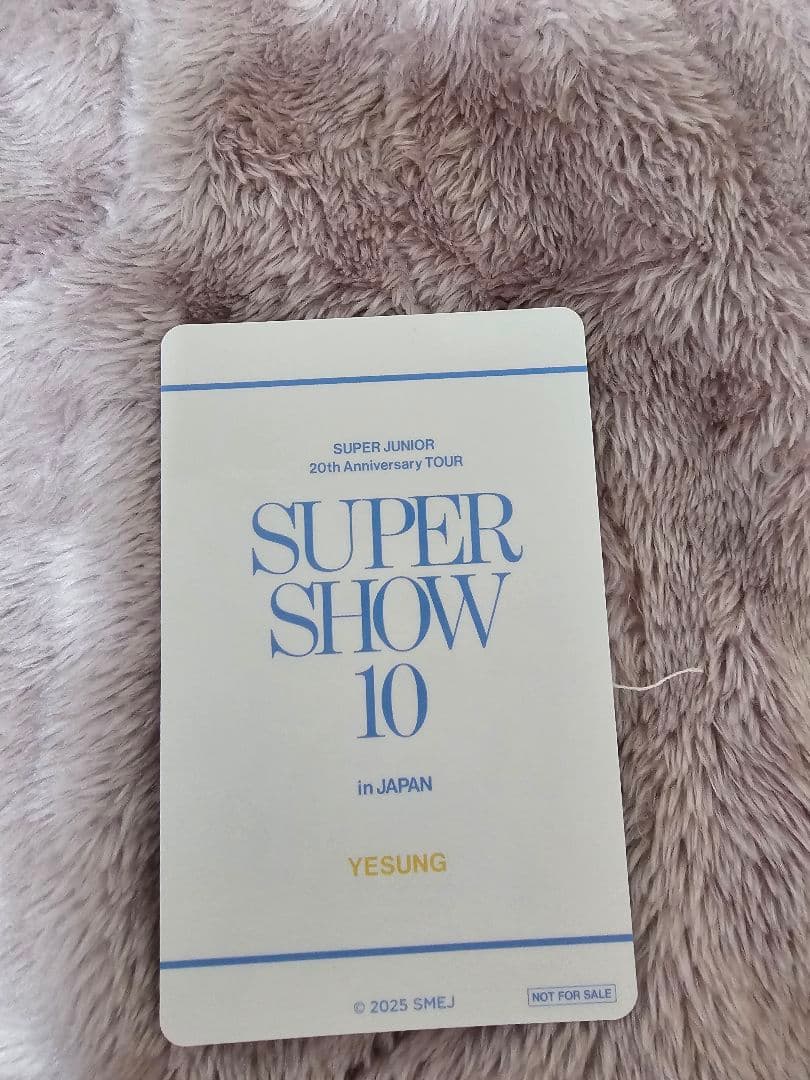 SUPER JUNIOR
20th Anniversary TOUR
SUPER
SHOW
10
in JAPAN
YESUNG
© 2025 SMEJ
NOT FOR SALE